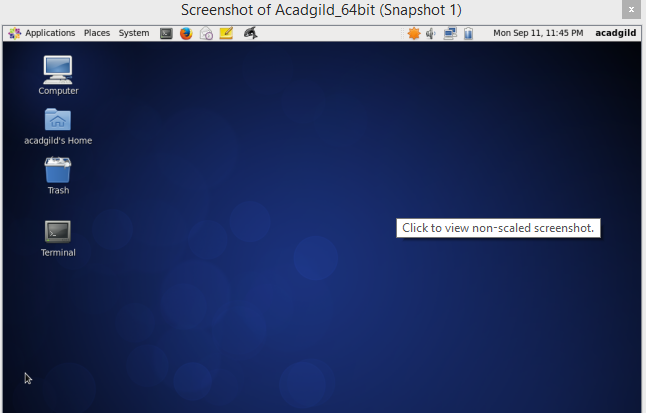 Screenshot of Acadgild_64bit (Snapshot 1)
x
Applications Places System Mon Sep 11, 11:45 PM acadgild
Computer
acadgild's Home
Trash
Click to view non-scaled screenshot.
Terminal